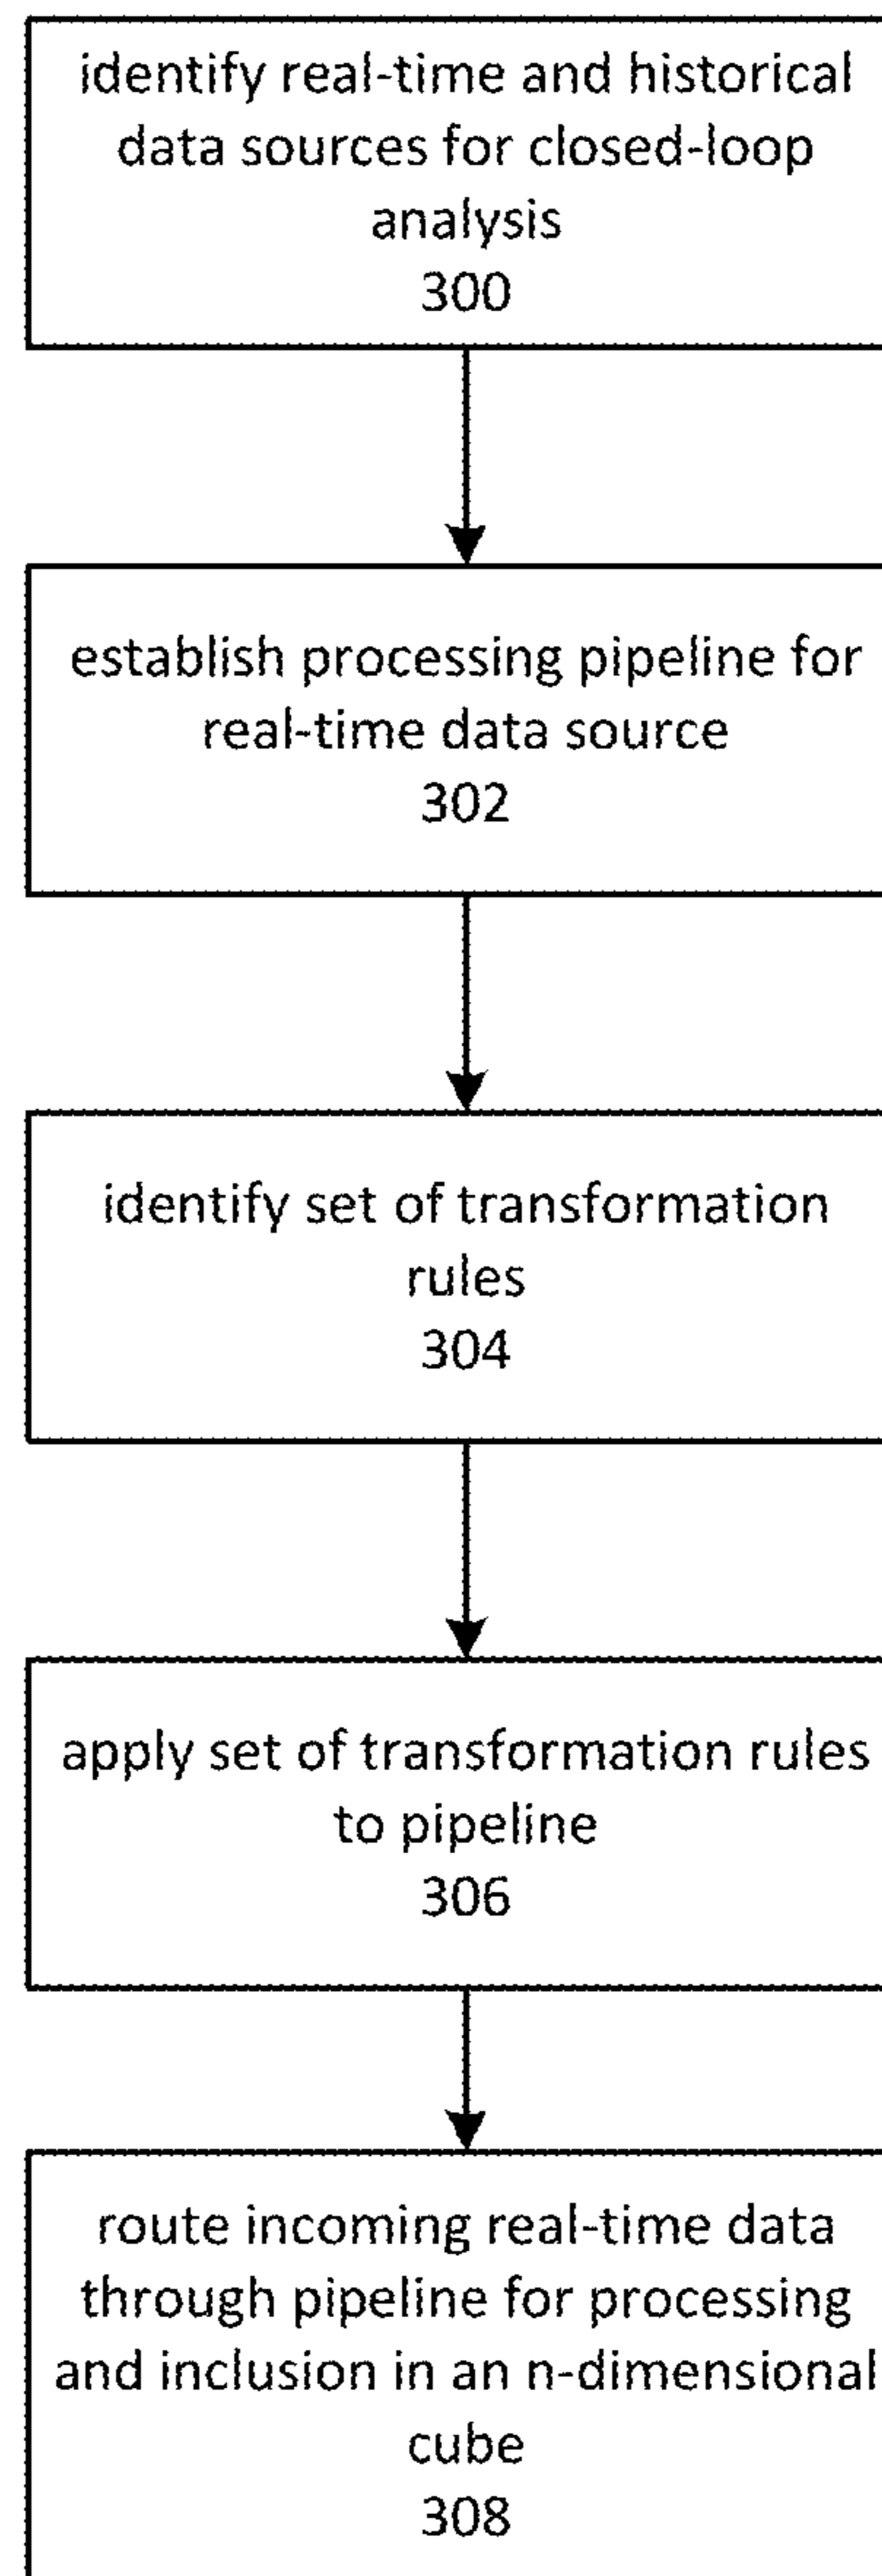 identify real-time and historical
data sources for closed-loop
analysis
300
establish processing pipeline for
real-time data source
302
identify set of transformation
rules
304
apply set of transformation rules
to pipeline
306
route incoming real-time data
through pipeline for processing
and inclusion in an n-dimensional
cube
308